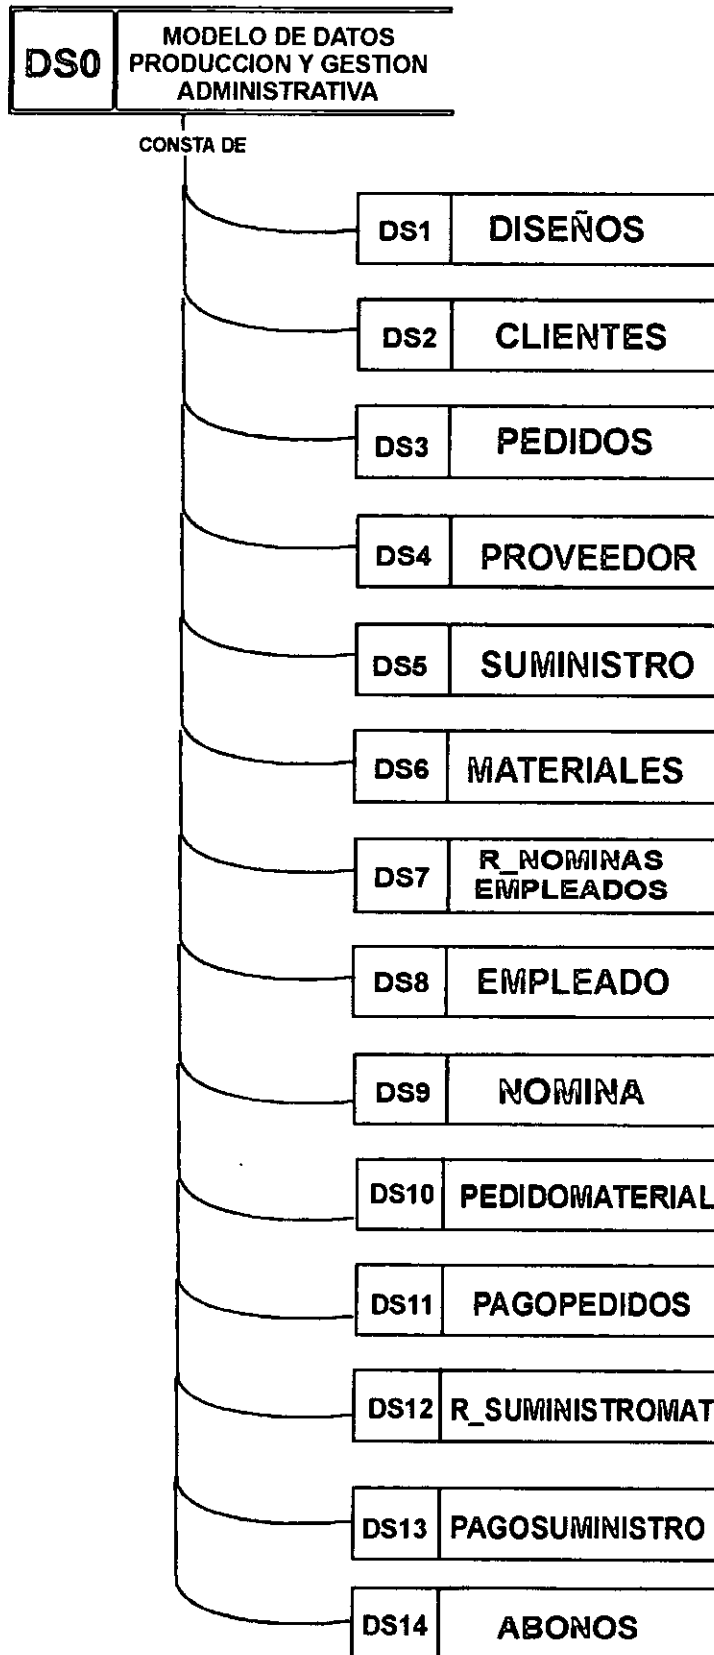 DS0
MODELO DE DATOS
PRODUCCION Y GESTION
ADMINISTRATIVA
CONSTA DE
DS1 DISEÑOS
DS2 CLIENTES
DS3 PEDIDOS
DS4 PROVEEDOR
DS5 SUMINISTRO
DS6 MATERIALES
DS7 R_NOMINAS
EMPLEADOS
DS8 EMPLEADO
DS9 NOMINA
DS10 PEDIDOMATERIAL
DS11 PAGOPEDIDOS
DS12 R_SUMINISTROMAT
DS13 PAGOSUMINISTRO
DS14 ABONOS